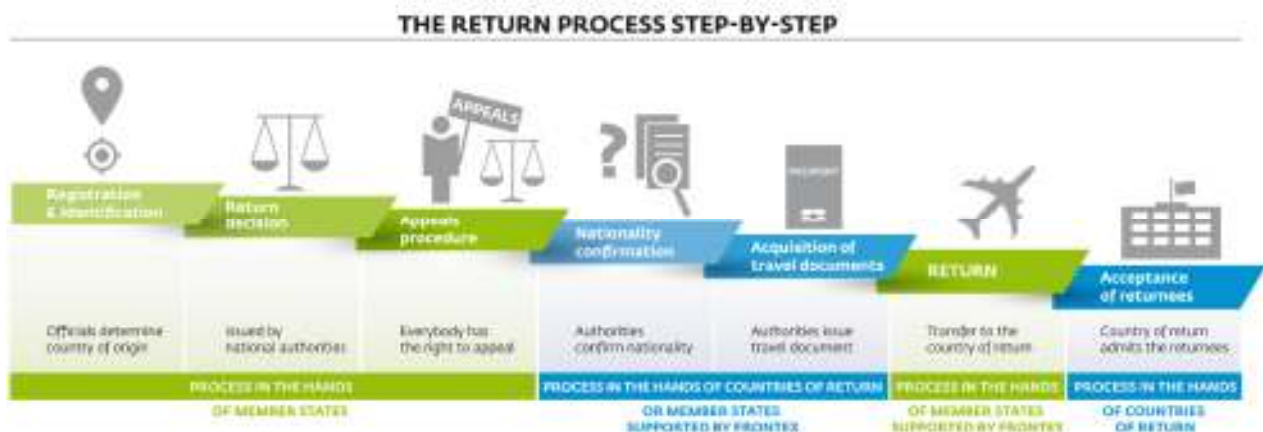 THE RETURN PROCESS STEP-BY-STEP
APPEALS
PASSPORT
Registration
& identification
Return
decision
Appeals
procedure
Nationality
confirmation
Acquisition of
travel documents
RETURN
Acceptance
of returnees
Officials determine
country of origin
Issued by
national authorities
Everybody has
the right to appeal
Authorities
confirm nationality
Authorities issue
travel document
Transfer to the
country of return
Country of return
admits the returnees
PROCESS IN THE HANDS
OF MEMBER STATES
PROCESS IN THE HANDS OF COUNTRIES OF RETURN
OR MEMBER STATES
SUPPORTED BY FRONTEX
PROCESS IN THE HANDS
OF MEMBER STATES
SUPPORTED BY FRONTEX
PROCESS IN THE HANDS
OF COUNTRIES
OF RETURN